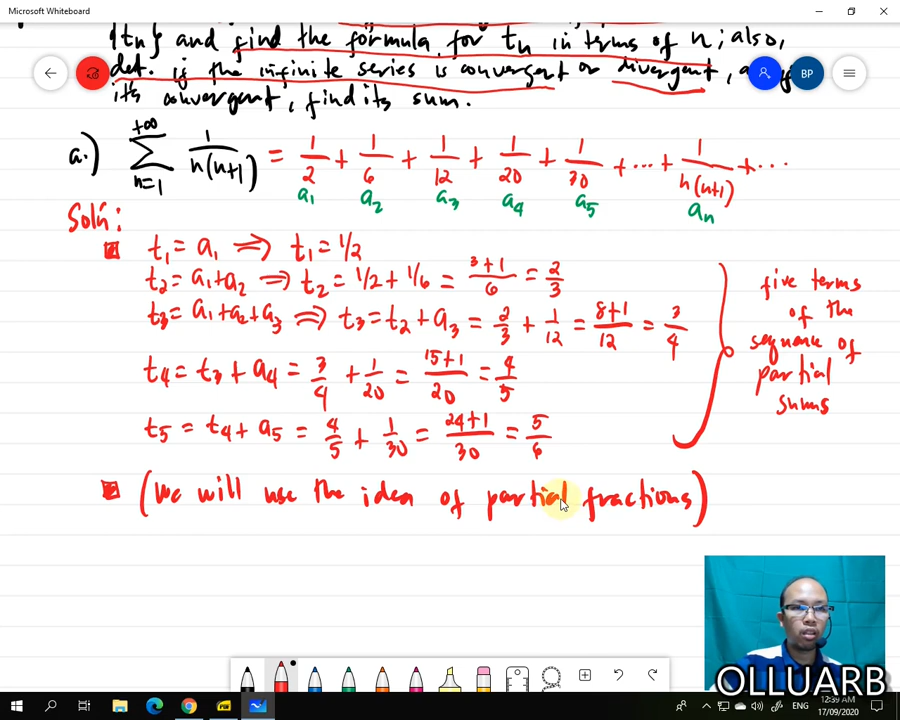 Microsoft Whiteboard
{tn} and find the formula for tn in terms of n; also,
det. if the infinite series is convergent or divergent,
its convergent, find its sum.
BP
a.) +∞ ∑ n=1 1/n(n+1) = 1/2 + 1/6 + 1/12 + 1/20 + 1/30 + ... + 1/n(n+1) + ...
a1 a2 a3 a4 a5 an
Soln:
t1 = a1 ⇒ t1 = 1/2
t2 = a1+a2 ⇒ t2 = 1/2 + 1/6 = 3+1/6 = 2/3
t3 = a1+a2+a3 ⇒ t3 = t2 + a3 = 2/3 + 1/12 = 8+1/12 = 3/4
t4 = t3 + a4 = 3/4 + 1/20 = 15+1/20 = 4/5
t5 = t4 + a5 = 4/5 + 1/30 = 24+1/30 = 5/6
five terms
of the
sequence of
partial
sums
(we will use the idea of partial fractions)
OLLUARB
ENG
12:39 AM
17/09/2020